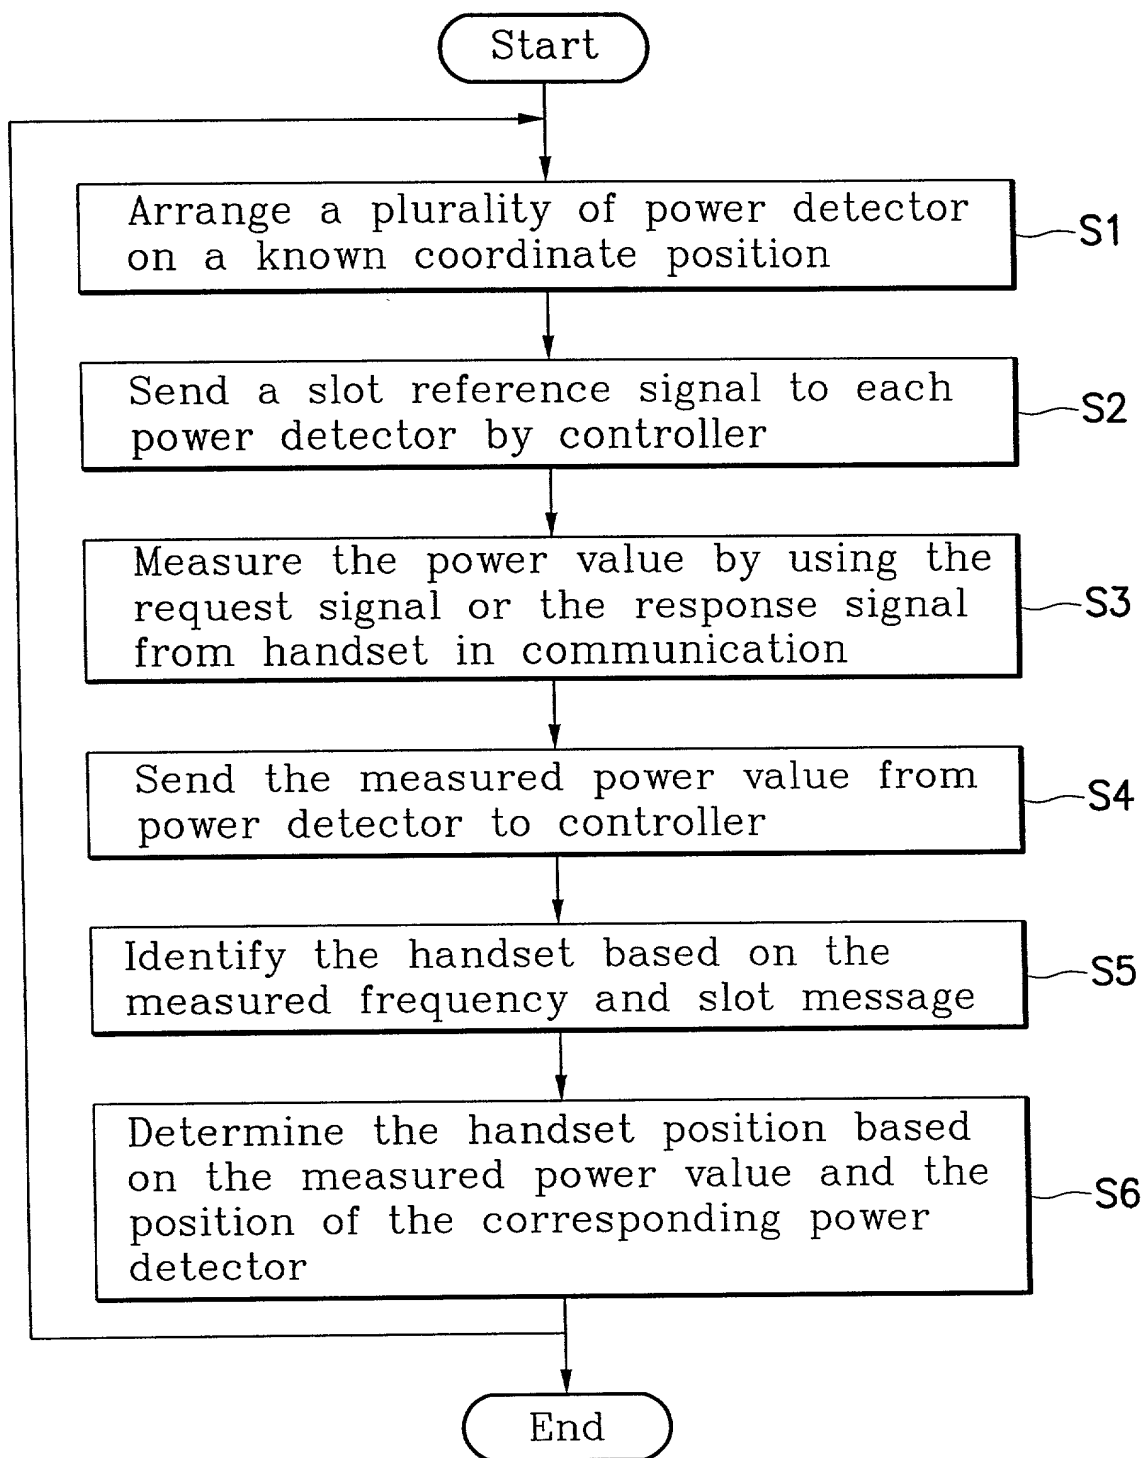 Start
Arrange a plurality of power detector
on a known coordinate position
S1
Send a slot reference signal to each
power detector by controller
S2
Measure the power value by using the
request signal or the response signal
from handset in communication
S3
Send the measured power value from
power detector to controller
S4
Identify the handset based on the
measured frequency and slot message
S5
Determine the handset position based
on the measured power value and the
position of the corresponding power
detector
S6
End